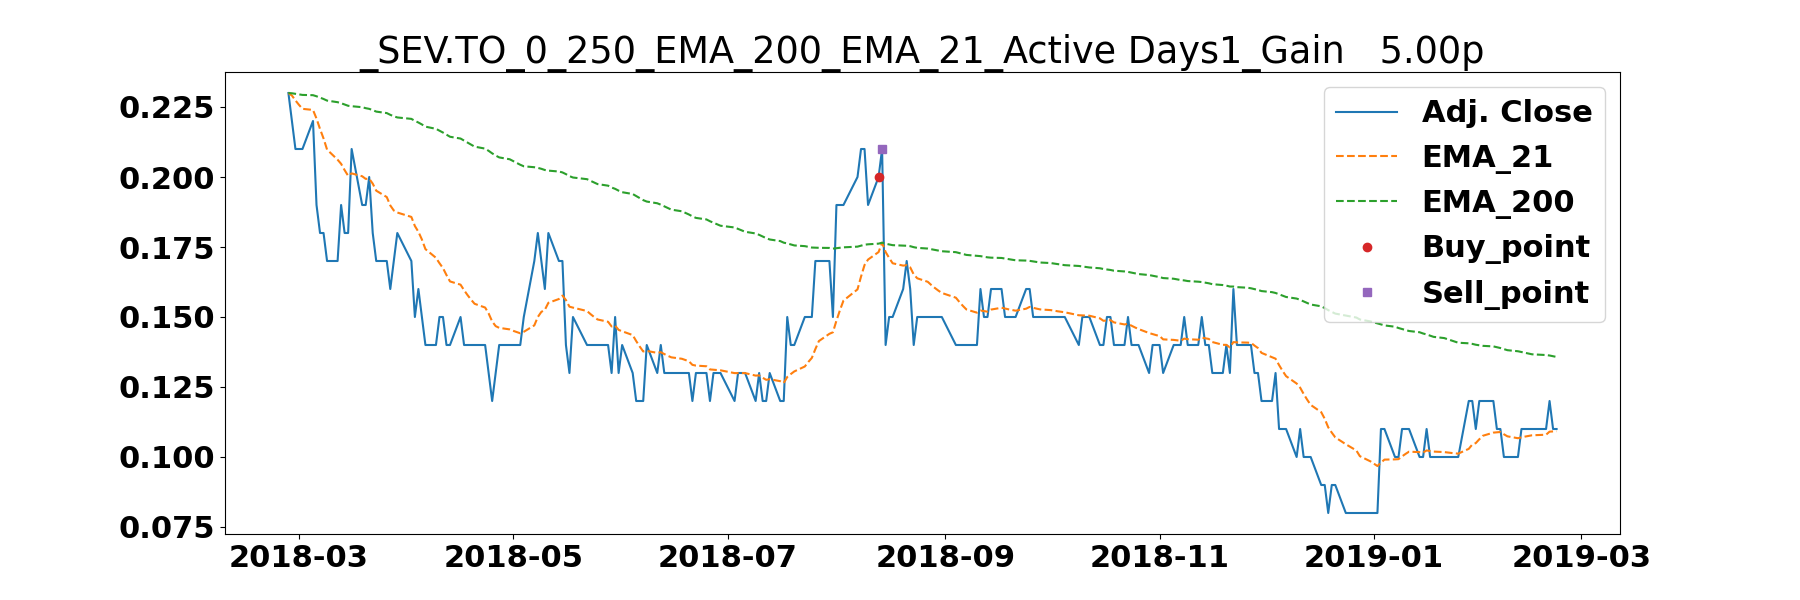 _SEV.TO_0_250_EMA_200_EMA_21_Active Days1_Gain   5.00p
0.225
0.200
0.175
0.150
0.125
0.100
0.075
Adj. Close
EMA_21
EMA_200
Buy_point
Sell_point
2018-03 2018-05 2018-07 2018-09 2018-11 2019-01 2019-03